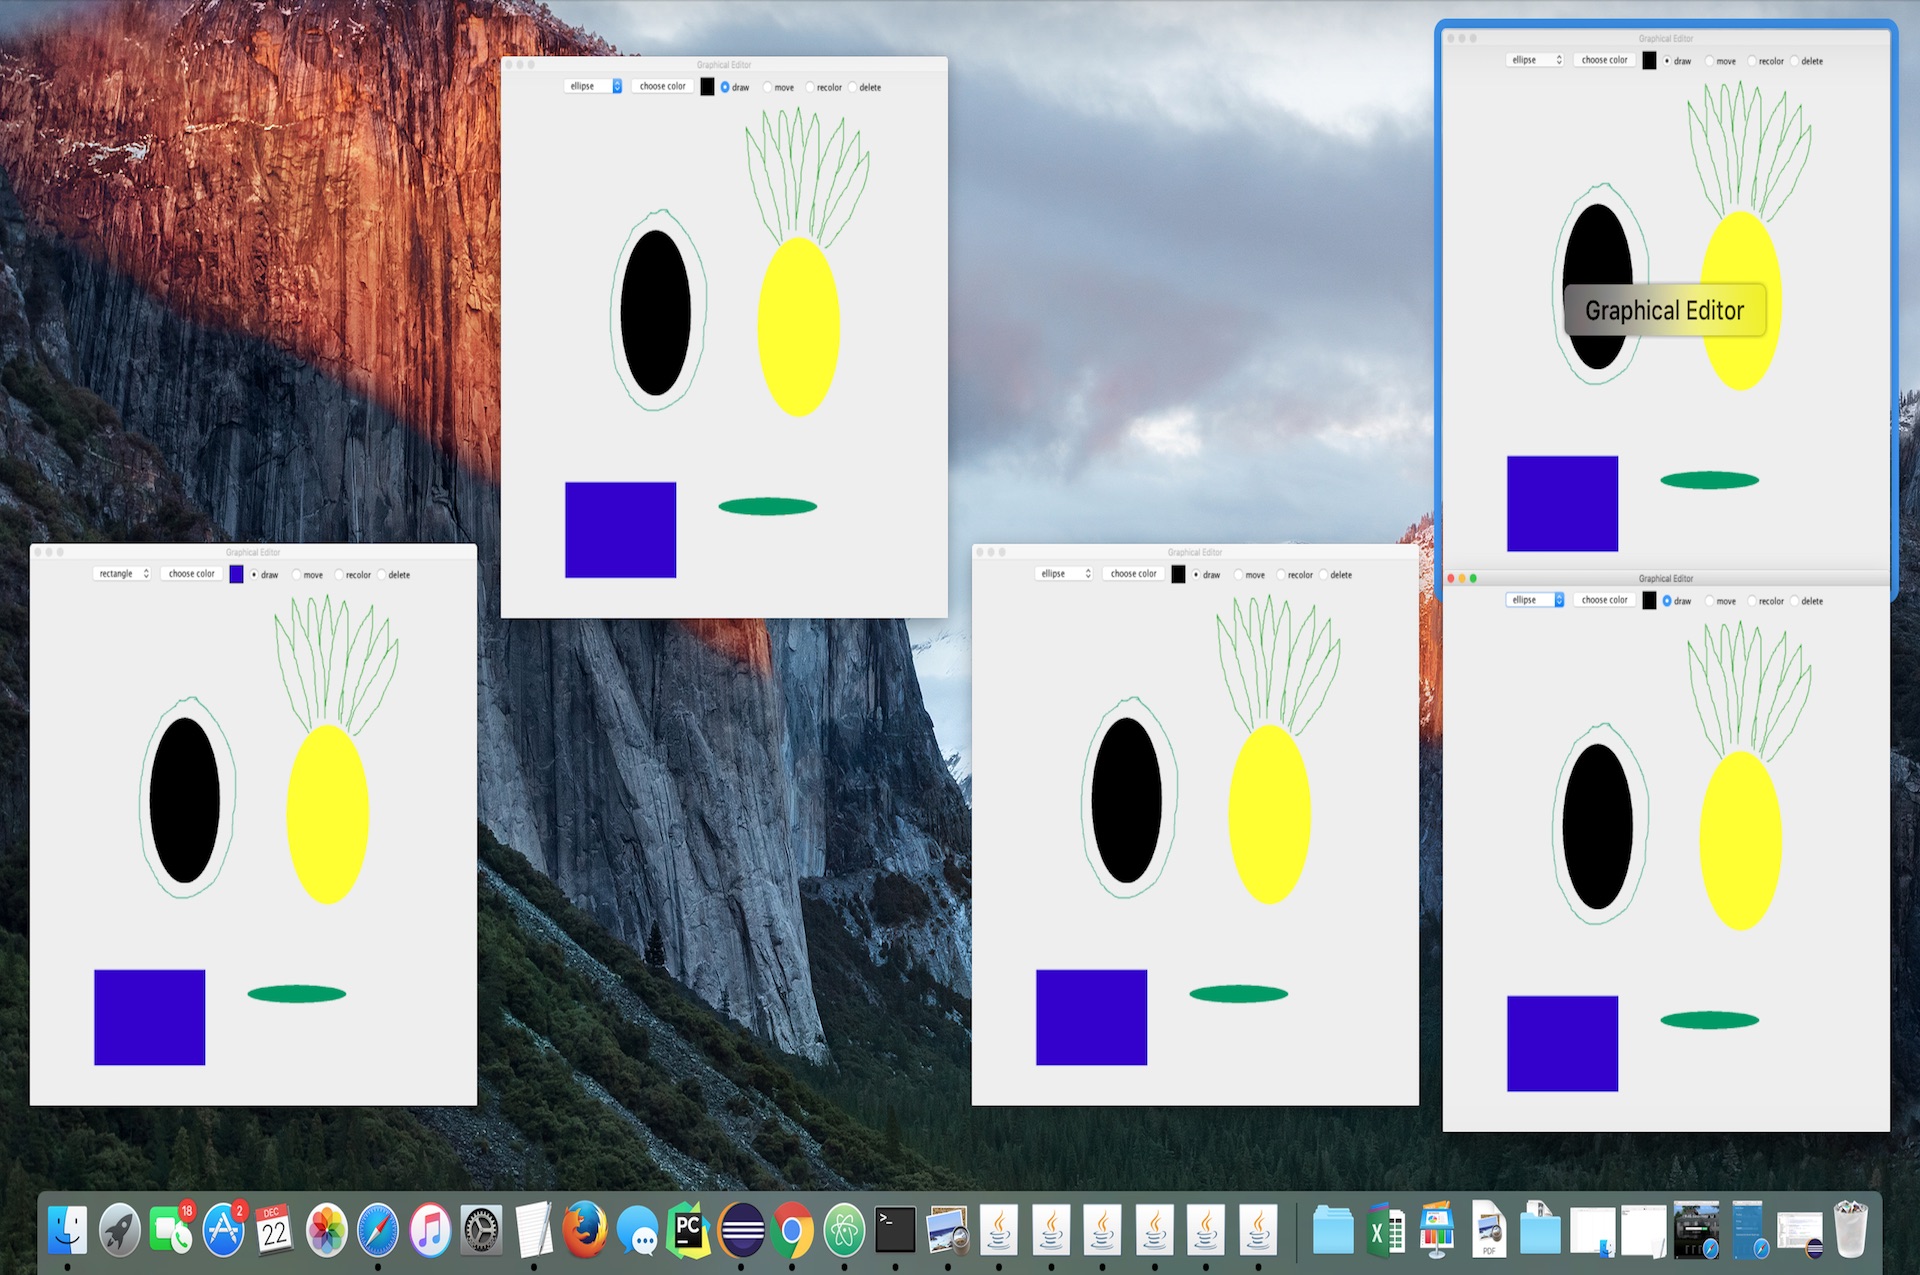 Graphical Editor
ellipse choose color draw move recolor delete
Graphical Editor
ellipse choose color draw move recolor delete
Graphical Editor
Graphical Editor
rectangle choose color draw move recolor delete
Graphical Editor
ellipse choose color draw move recolor delete
Graphical Editor
ellipse choose color draw move recolor delete
18
2
DEC
22
PC
>_
X
PDF